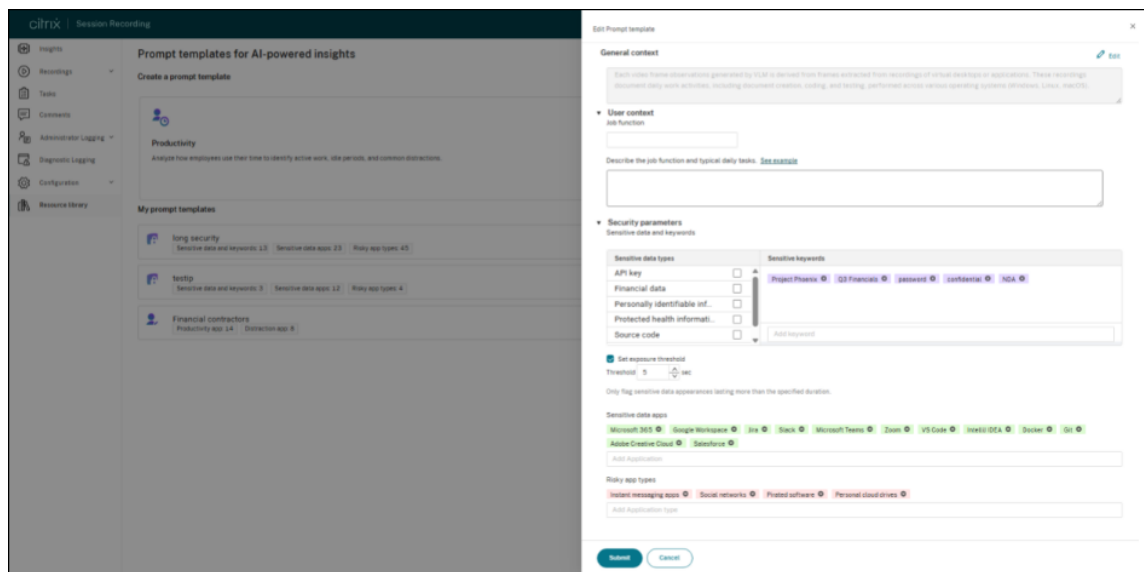 citrix | Session Recording
Insights
Recordings
Tasks
Comments
Administrator Logging
Diagnostic Logging
Configuration
Resource library
Prompt templates for AI-powered insights
Create a prompt template
Productivity
Analyze how employees use their time to identify active work, idle periods, and common distractions.
My prompt templates
long security
Sensitive data and keywords: 13 Sensitive data apps: 23 Risky app types: 45
testip
Sensitive data and keywords: 3 Sensitive data apps: 12 Risky app types: 4
Financial contractors
Productivity app: 14 Distraction app: 6
Edit Prompt template
General context
Edit
Each video frame observations generated by VLM is derived from frames extracted from recordings of virtual desktops or applications. These recordings
document daily work activities, including document creation, coding, and testing, performed across various operating systems (Windows, Linux, macOS).
User context
Job function
Describe the job function and typical daily tasks. See example
Security parameters
Sensitive data and keywords
Sensitive data types Sensitive keywords
API key
Financial data
Personally identifiable inf...
Protected health informati...
Source code
Project Phoenix Q3 Financials password confidential NDA
Add keyword
Set exposure threshold
Threshold 5 sec
Only flag sensitive data appearances lasting more than the specified duration.
Sensitive data apps
Microsoft 365 Google Workspace Jira Slack Microsoft Teams Zoom VS Code IntelliJ IDEA Docker Git
Adobe Creative Cloud Salesforce
Add Application
Risky app types
Instant messaging apps Social networks Pirated software Personal cloud drives
Add Application type
Submit Cancel